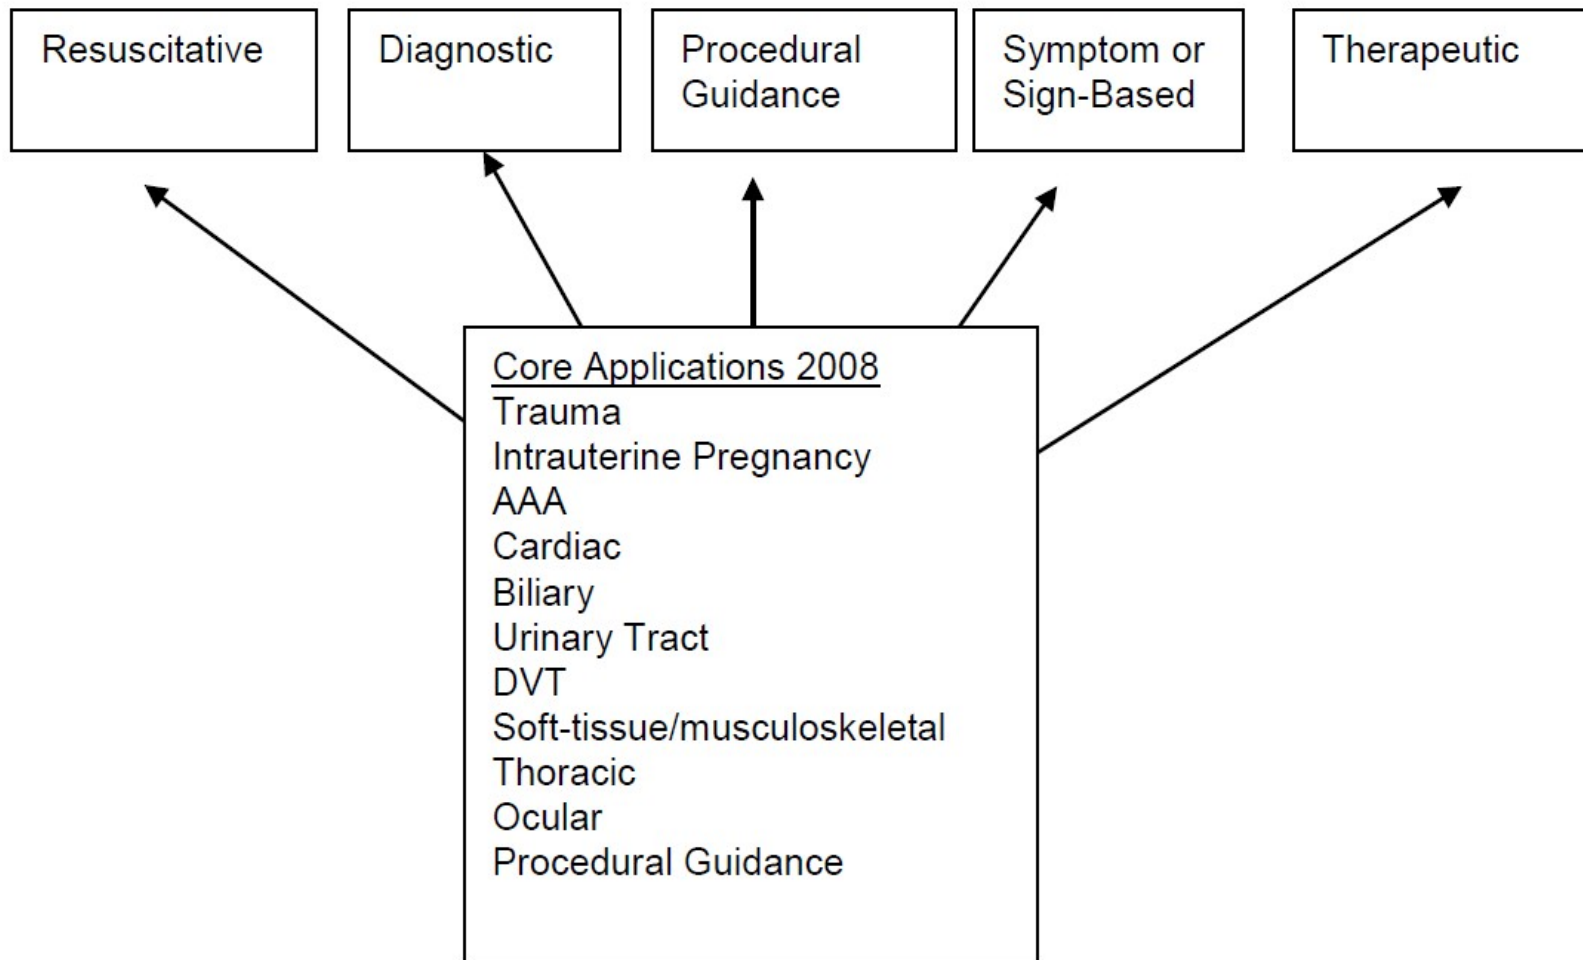 Resuscitative
Diagnostic
Procedural
Guidance
Symptom or
Sign-Based
Therapeutic
Core Applications 2008
Trauma
Intrauterine Pregnancy
AAA
Cardiac
Biliary
Urinary Tract
DVT
Soft-tissue/musculoskeletal
Thoracic
Ocular
Procedural Guidance